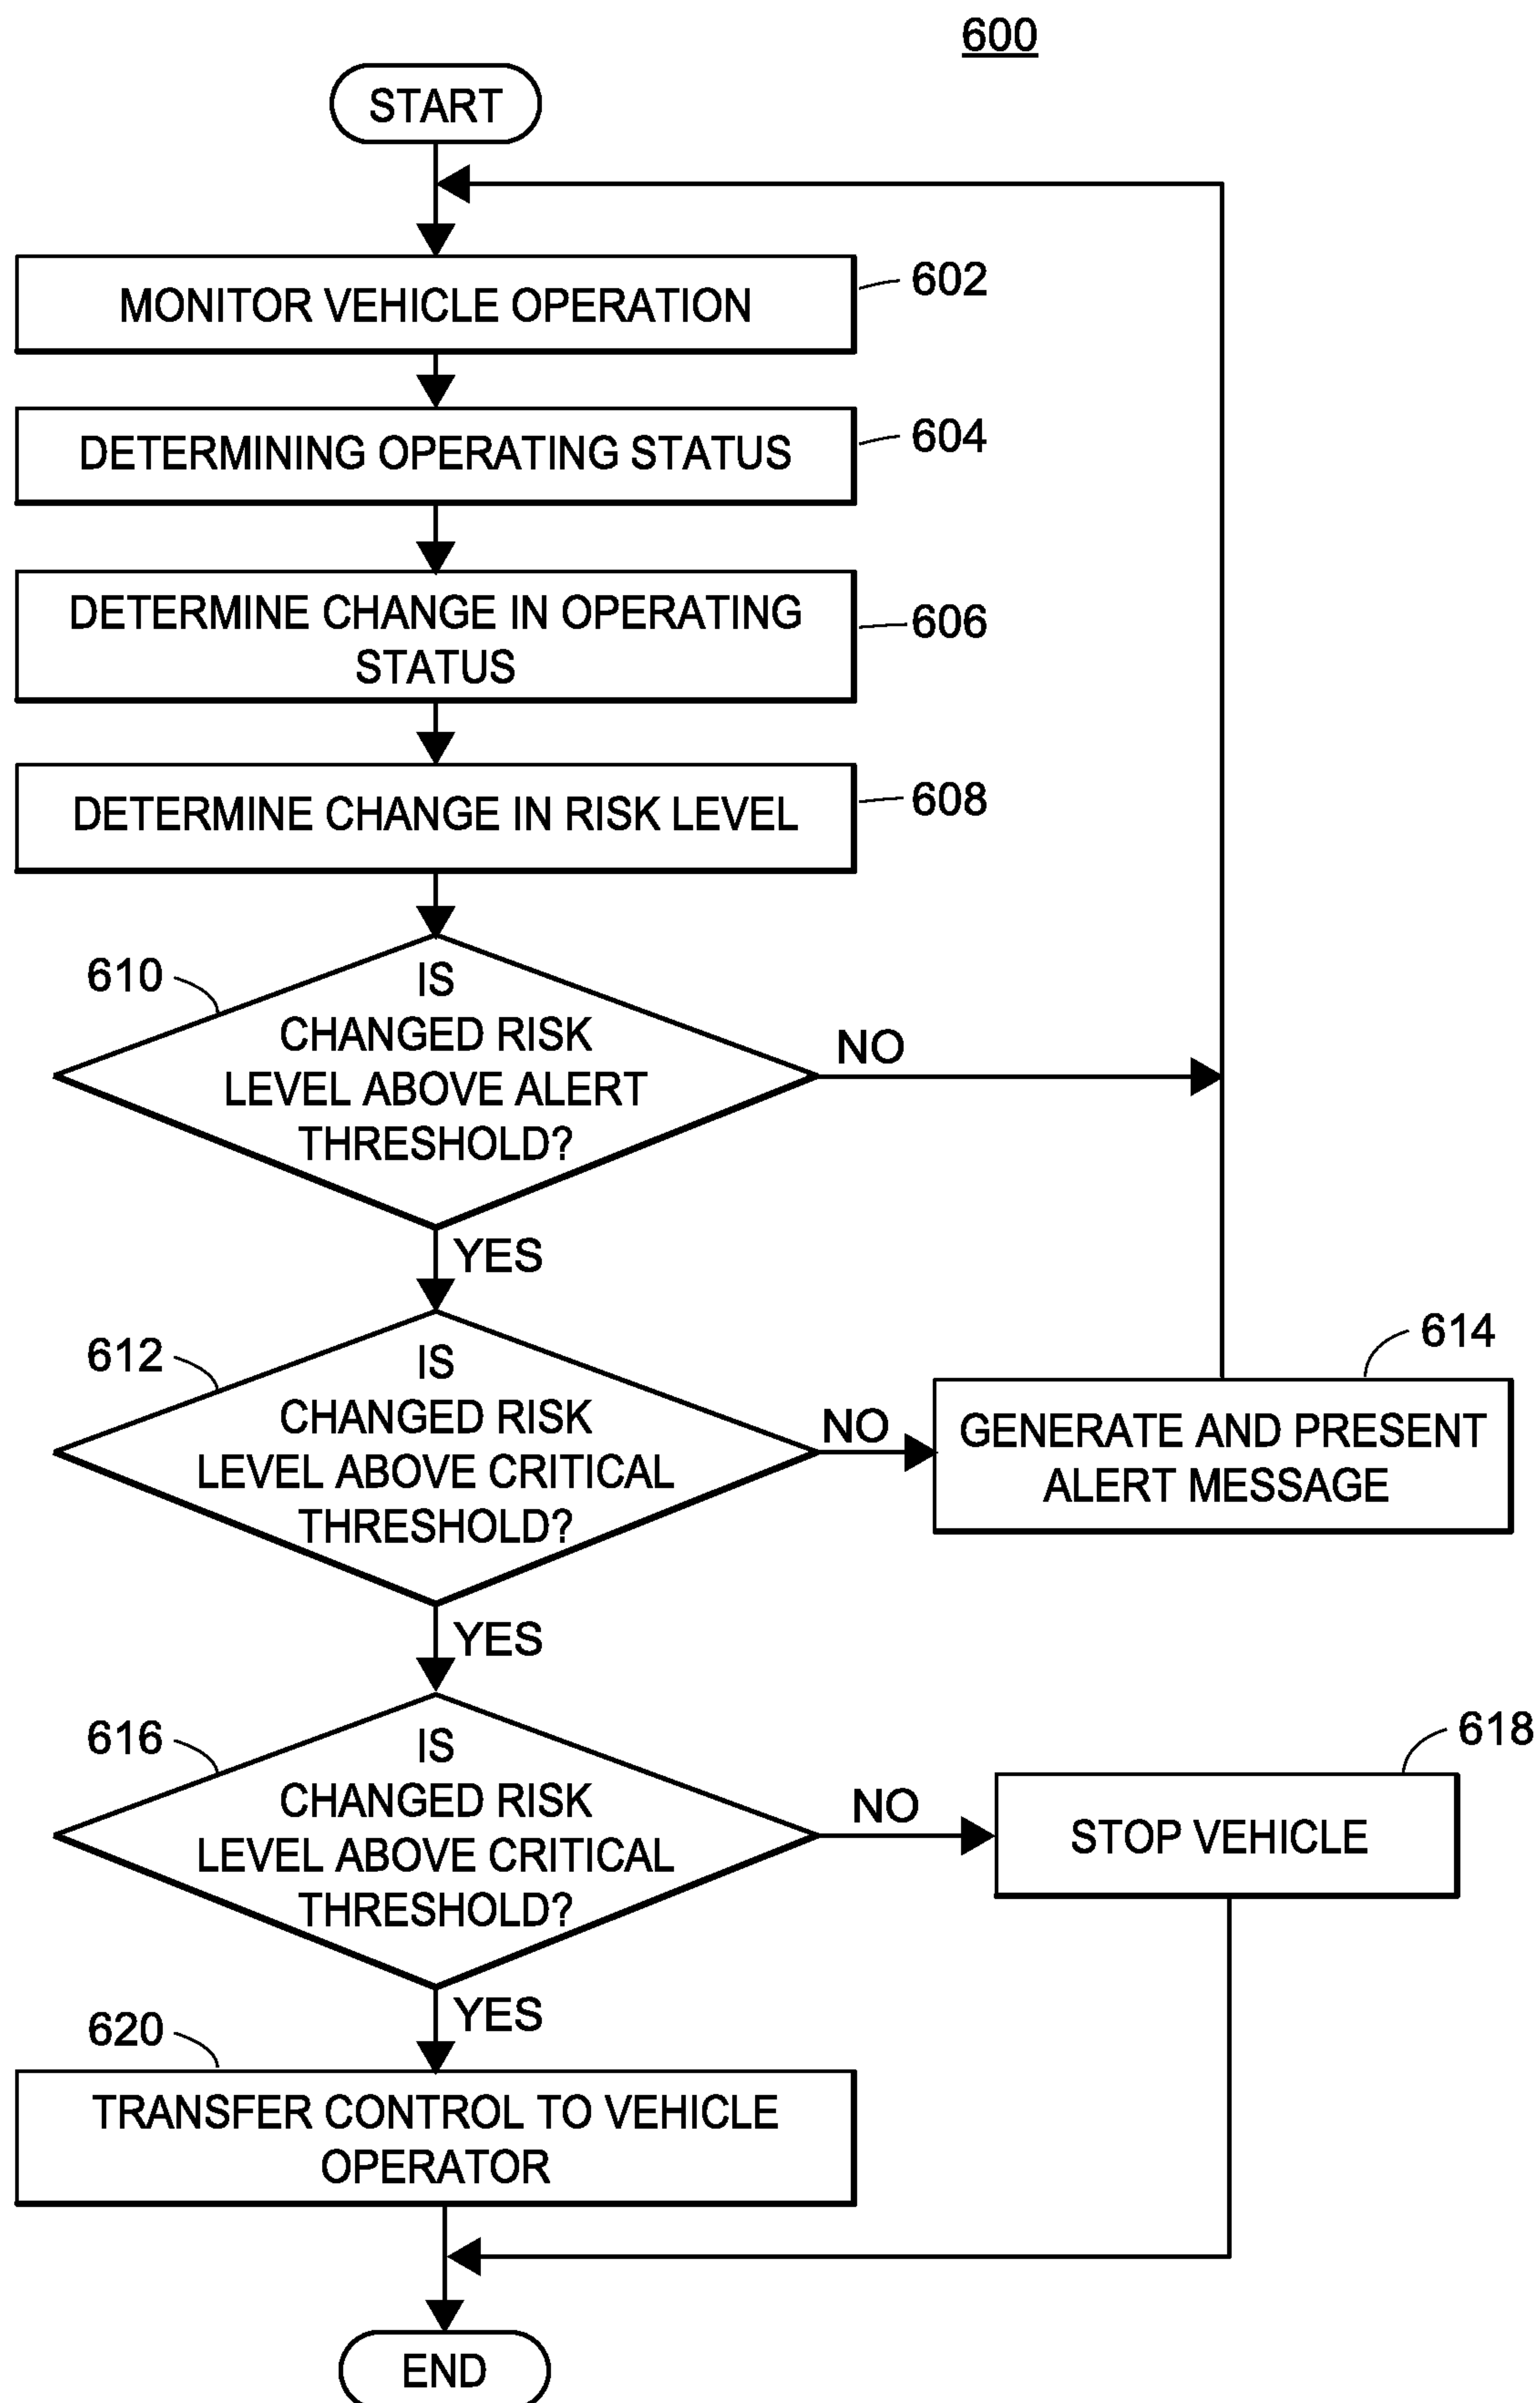 600
START
MONITOR VEHICLE OPERATION
602
DETERMINING OPERATING STATUS
604
DETERMINE CHANGE IN OPERATING
STATUS
606
DETERMINE CHANGE IN RISK LEVEL
608
610
IS
CHANGED RISK
LEVEL ABOVE ALERT
THRESHOLD?
NO
YES
612
IS
CHANGED RISK
LEVEL ABOVE CRITICAL
THRESHOLD?
NO
614
GENERATE AND PRESENT
ALERT MESSAGE
YES
616
IS
CHANGED RISK
LEVEL ABOVE CRITICAL
THRESHOLD?
NO
618
STOP VEHICLE
YES
620
TRANSFER CONTROL TO VEHICLE
OPERATOR
END